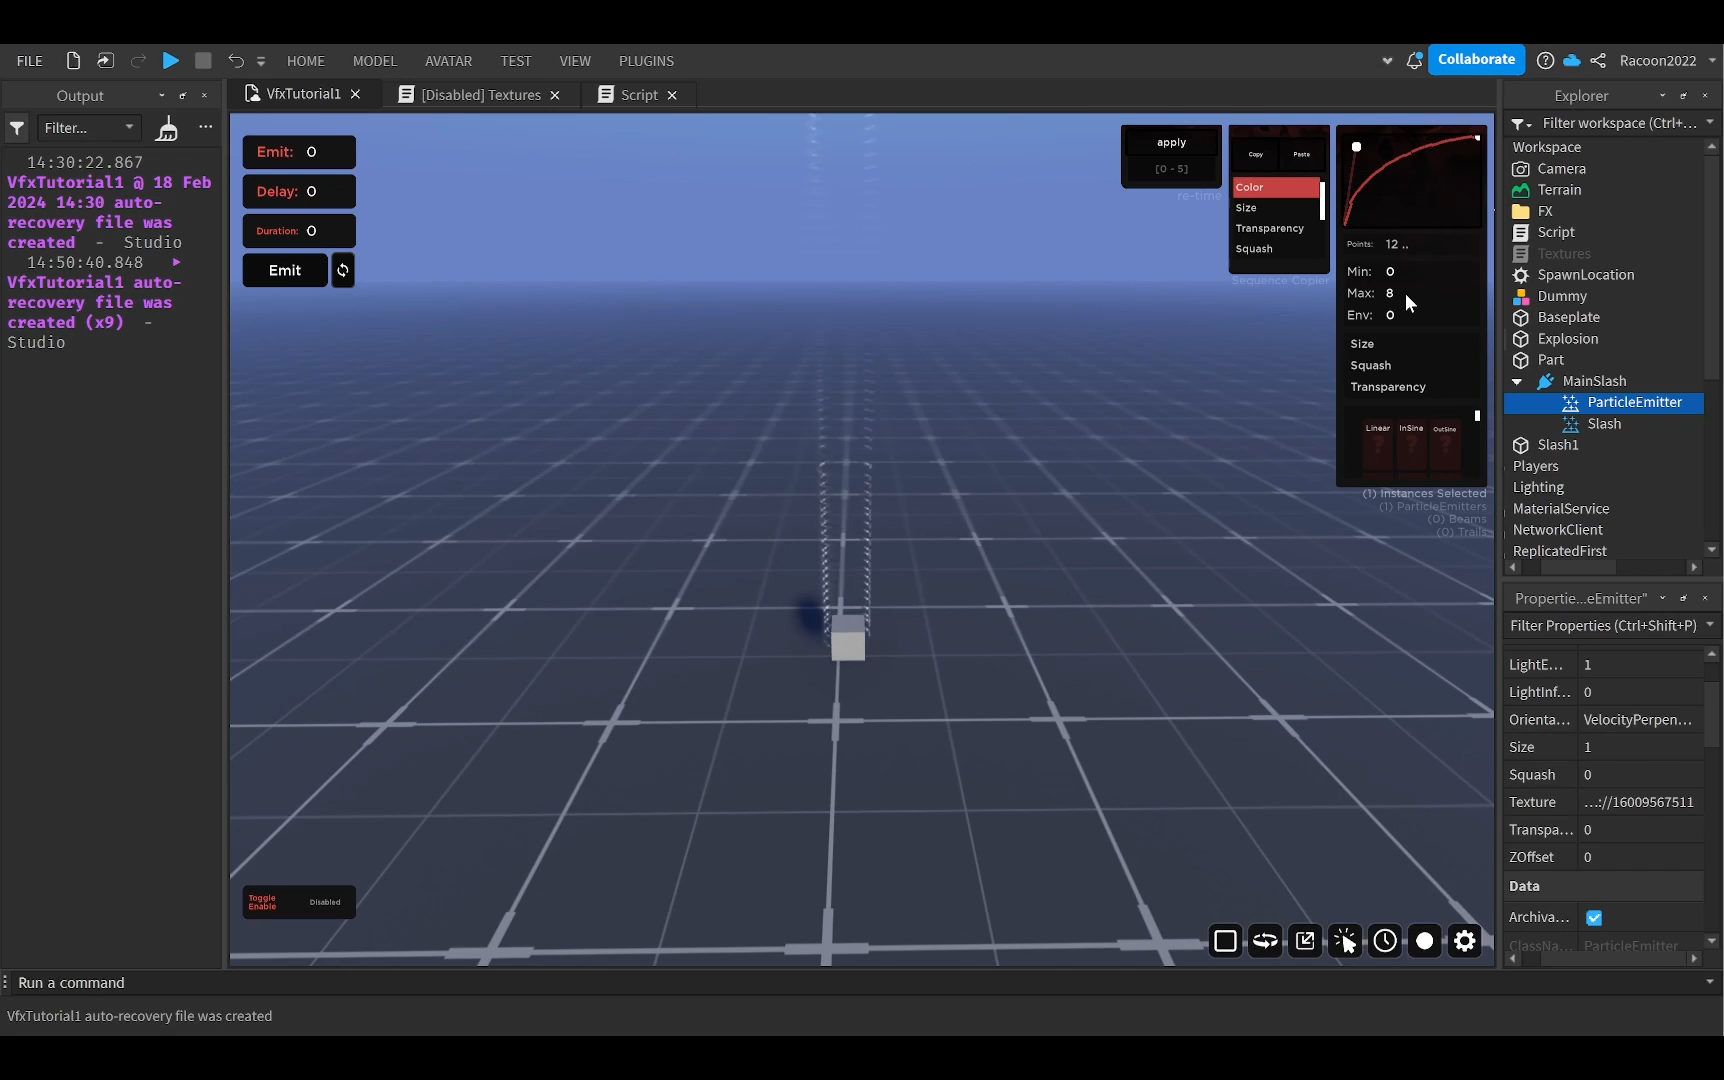 FILE
HOME
MODEL
AVATAR
TEST
VIEW
PLUGINS
Collaborate
Racoon2022
Output
VfxTutorial1
[Disabled] Textures
Script
Explorer
Filter...
Filter workspace (Ctrl+...
14:30:22.867
VfxTutorial1 @ 18 Feb
2024 14:30 auto-
recovery file was
created - Studio
14:50:40.848
VfxTutorial1 auto-
recovery file was
created (x9) -
Studio
Emit: 0
Delay: 0
Duration: 0
Emit
Toggle
Enable
Disabled
apply
[0 - 5]
re-time
Copy
Paste
Color
Size
Transparency
Squash
Sequence Copier
Points: 12 ..
Min: 0
Max: 8
Env: 0
Size
Squash
Transparency
Linear
InSine
OutSine
(1) Instances Selected
(1) ParticleEmitters
(0) Beams
(0) Trails
Workspace
Camera
Terrain
FX
Script
Textures
SpawnLocation
Dummy
Baseplate
Explosion
Part
MainSlash
ParticleEmitter
Slash
Slash1
Players
Lighting
MaterialService
NetworkClient
ReplicatedFirst
Propertie...eEmitter"
Filter Properties (Ctrl+Shift+P)
LightE... 1
LightInf... 0
Orienta... VelocityPerpen...
Size 1
Squash 0
Texture ...://16009567511
Transpa... 0
ZOffset 0
Data
Archiva...
ClassNa... ParticleEmitter
Run a command
VfxTutorial1 auto-recovery file was created